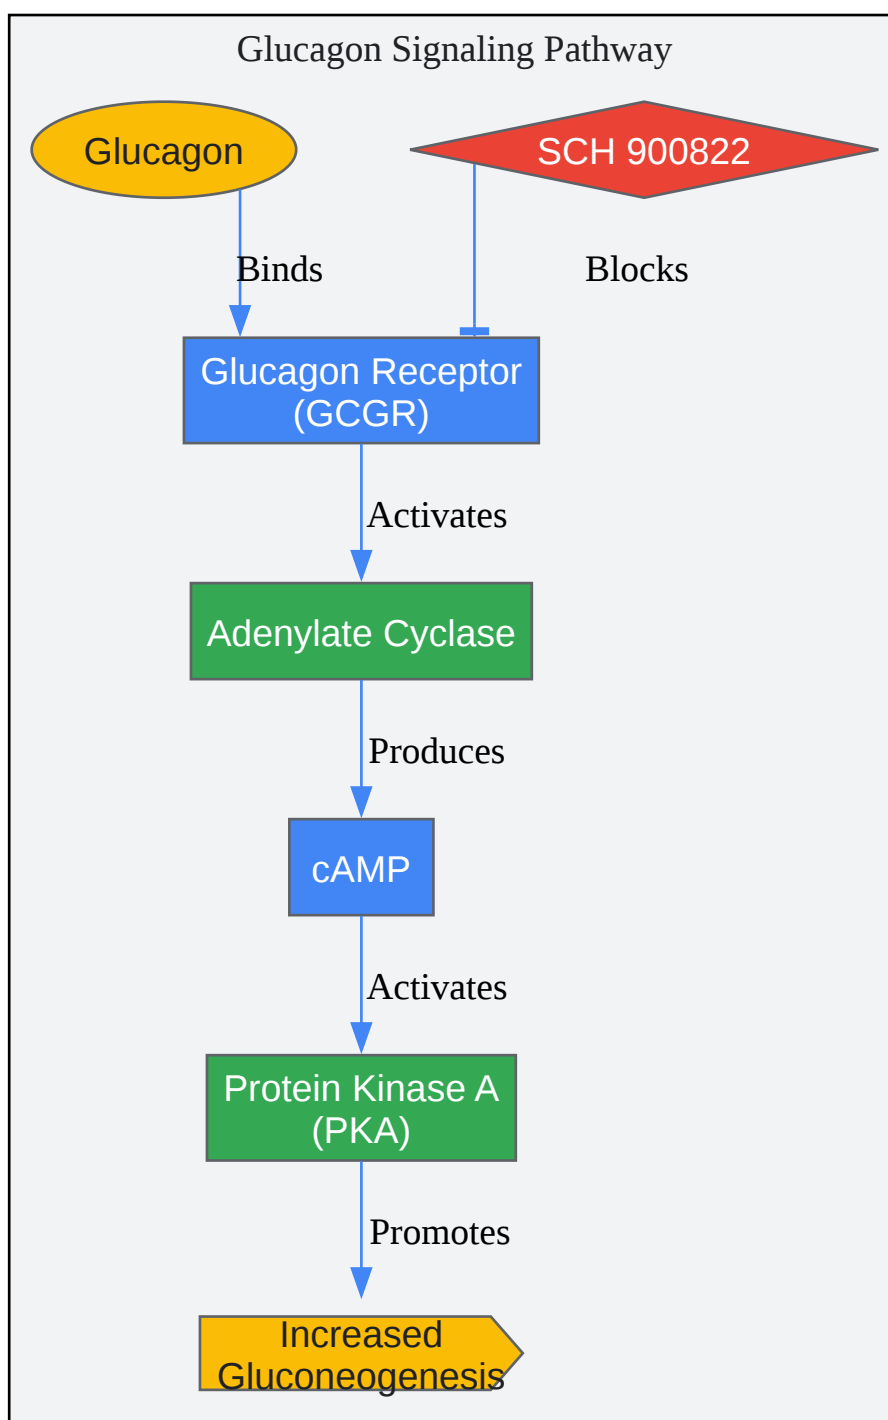 Glucagon Signaling Pathway
Glucagon
SCH 900822
Binds
Blocks
Glucagon Receptor
(GCGR)
Activates
Adenylate Cyclase
Produces
cAMP
Activates
Protein Kinase A
(PKA)
Promotes
Increased
Gluconeogenesis